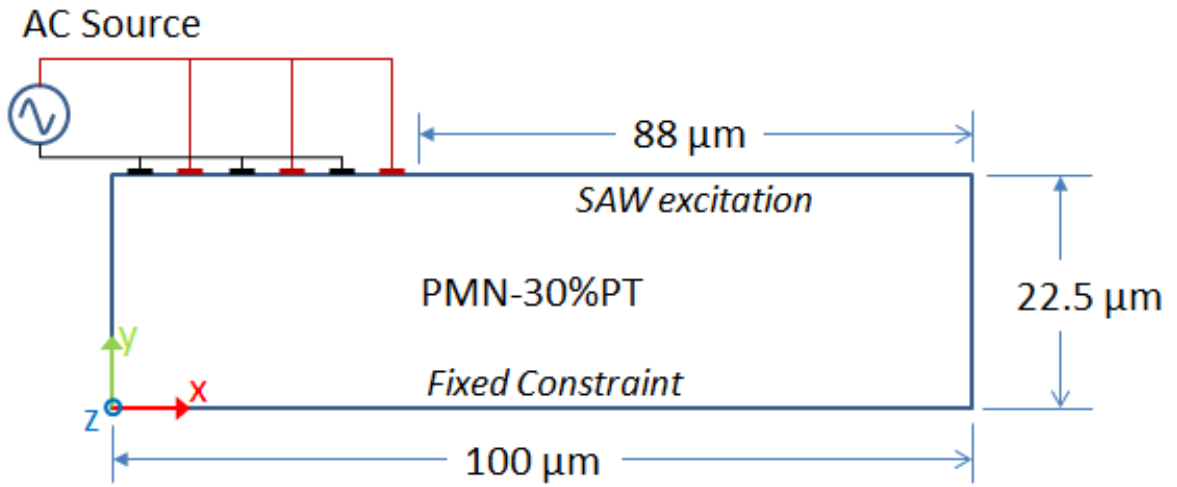 AC Source
88 μm
SAW excitation
PMN-30%PT
22.5 μm
y
Fixed Constraint
x
z
100 μm